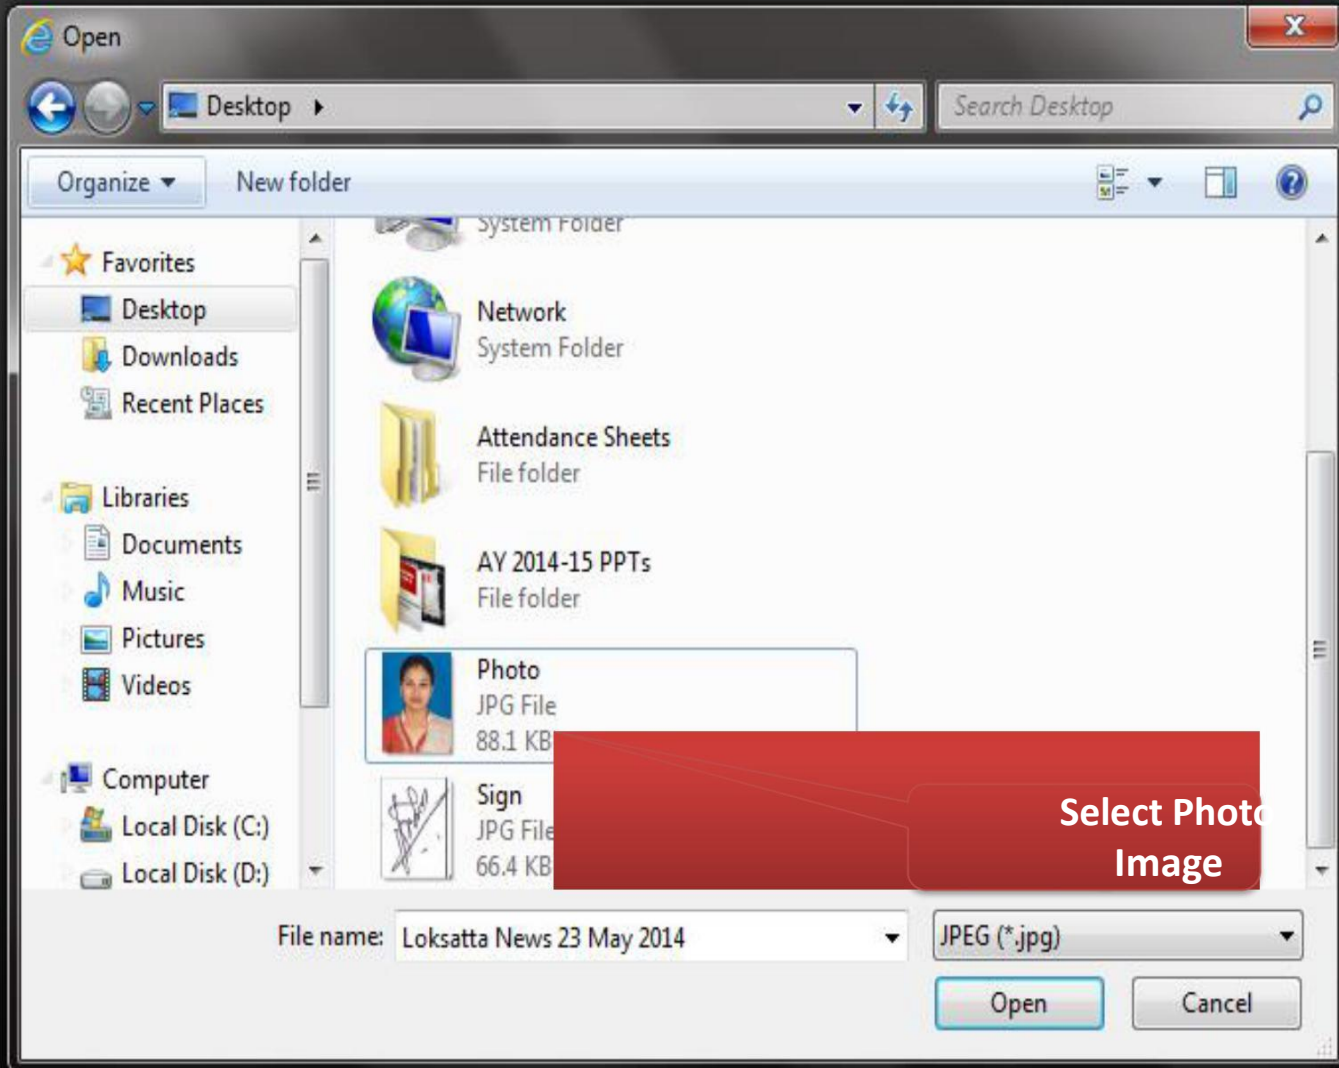 Open
Desktop
Search Desktop
Organize
New folder
Favorites
Desktop
Downloads
Recent Places
Libraries
Documents
Music
Pictures
Videos
Computer
Local Disk (C:)
Local Disk (D:)
System Folder
Network
System Folder
Attendance Sheets
File folder
AY 2014-15 PPTs
File folder
Photo
JPG File
88.1 KB
Sign
JPG File
66.4 KB
Select Photo
Image
File name: Loksatta News 23 May 2014
JPEG (*.jpg)
Open
Cancel